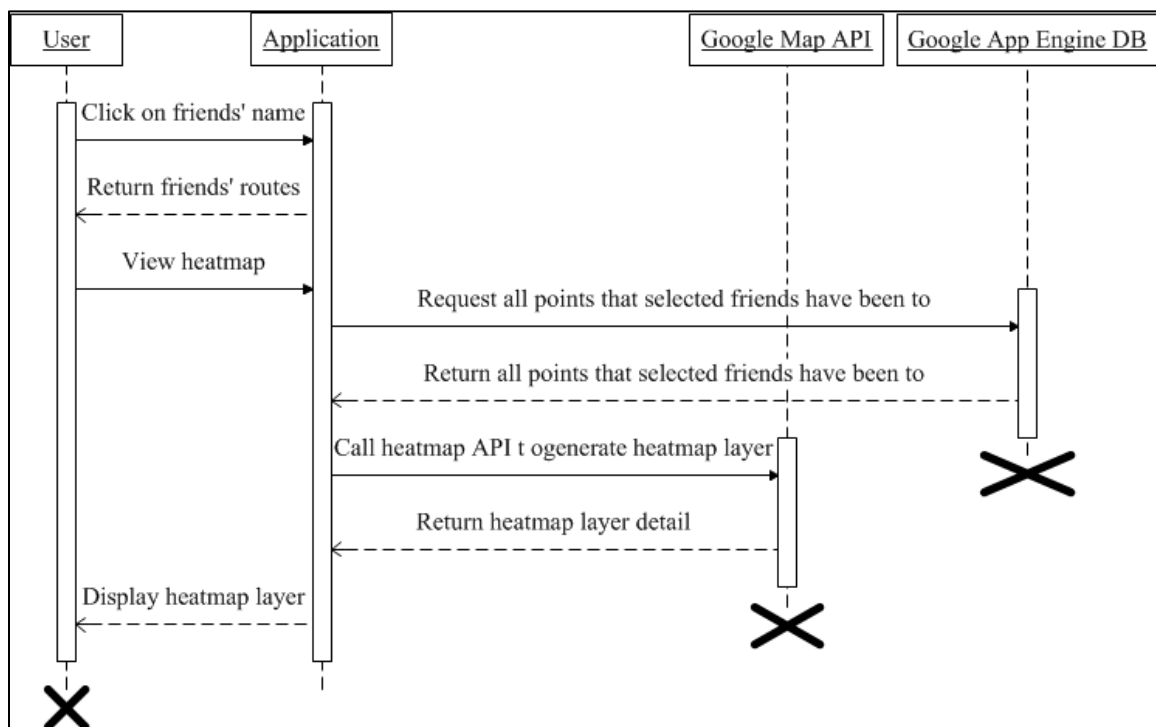 User
Application
Google Map API
Google App Engine DB
Click on friends' name
Return friends' routes
View heatmap
Request all points that selected friends have been to
Return all points that selected friends have been to
Call heatmap API t ogenerate heatmap layer
Return heatmap layer detail
Display heatmap layer